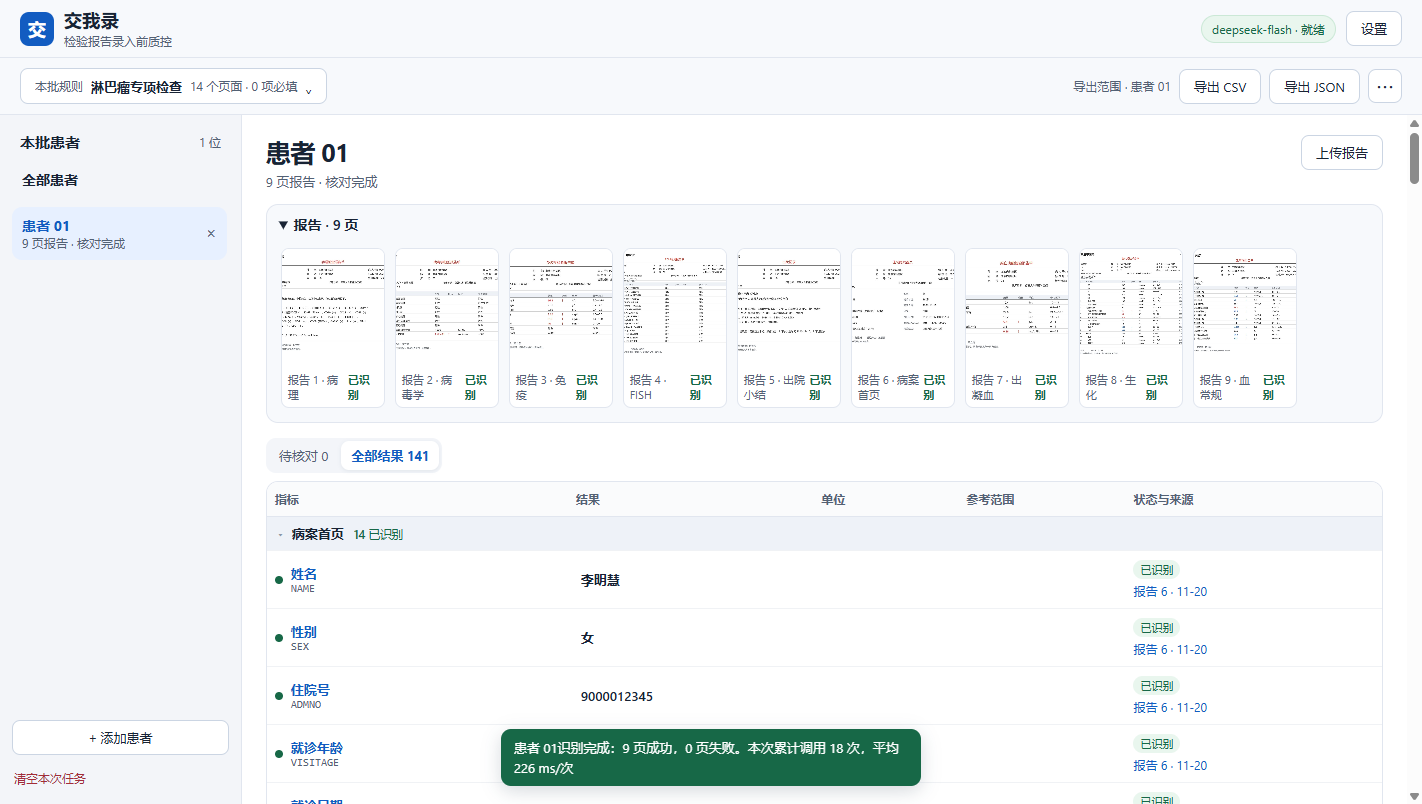 交
交我录
检验报告录入前质控
deepseek-flash · 就绪
设置
本批规则 淋巴瘤专项检查 14 个页面 · 0 项必填
导出范围 · 患者 01
导出 CSV
导出 JSON
···
本批患者
1 位
全部患者
患者 01
9 页报告 · 核对完成
×
+ 添加患者
清空本次任务
患者 01
9 页报告 · 核对完成
上传报告
▼ 报告 · 9 页
报告 1 · 病理
已识别
报告 2 · 病毒学
已识别
报告 3 · 免疫
已识别
报告 4 · FISH
已识别
报告 5 · 出院小结
已识别
报告 6 · 病案首页
已识别
报告 7 · 出凝血
已识别
报告 8 · 生化
已识别
报告 9 · 血常规
已识别
待核对 0
全部结果 141
指标 结果 单位 参考范围 状态与来源
病案首页 14 已识别
姓名
NAME
李明慧
已识别
报告 6 · 11-20
性别
SEX
女
已识别
报告 6 · 11-20
住院号
ADMNO
9000012345
已识别
报告 6 · 11-20
就诊年龄
VISITAGE
已识别
报告 6 · 11-20
就诊日期
已识别
患者 01识别完成：9 页成功，0 页失败。本次累计调用 18 次，平均
226 ms/次